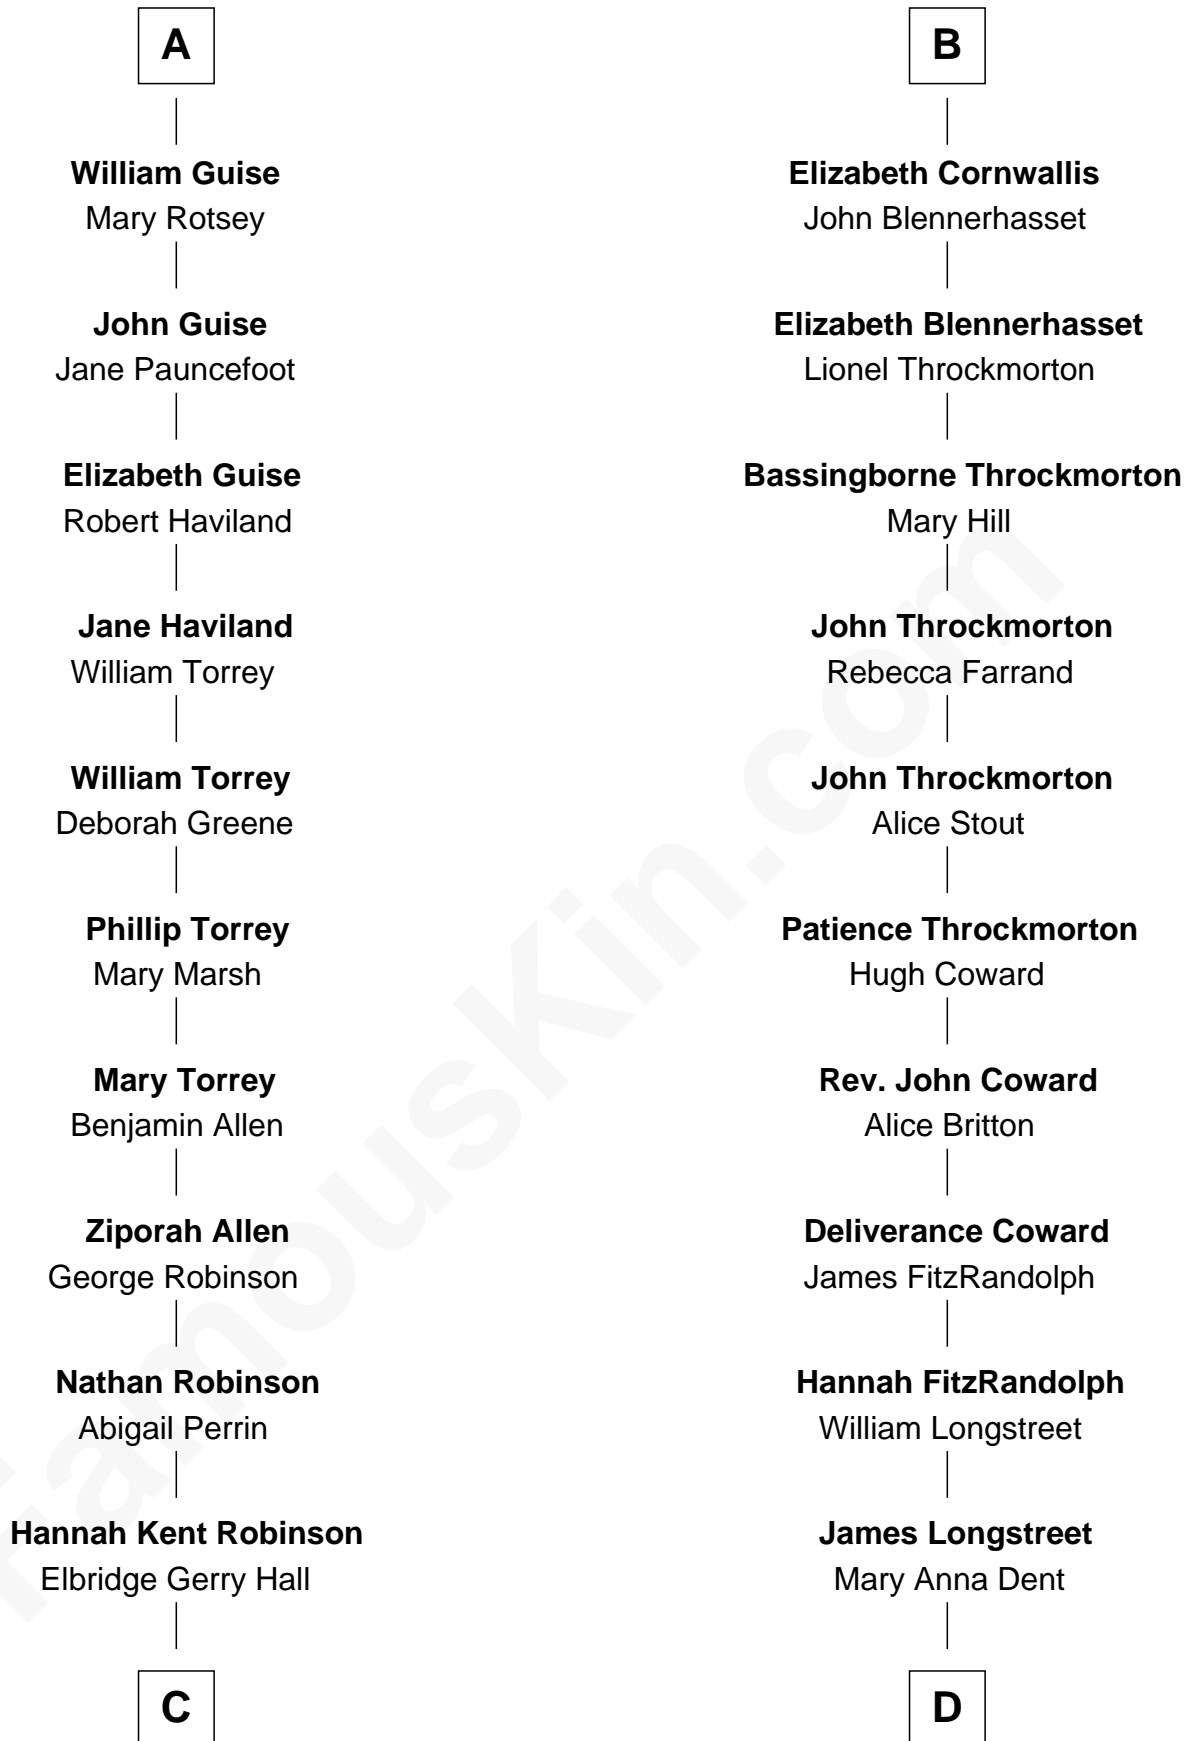 A
William Guise
Mary Rotsey
John Guise
Jane Pauncefoot
Elizabeth Guise
Robert Haviland
Jane Haviland
William Torrey
William Torrey
Deborah Greene
Phillip Torrey
Mary Marsh
Mary Torrey
Benjamin Allen
Ziporah Allen
George Robinson
Nathan Robinson
Abigail Perrin
Hannah Kent Robinson
Elbridge Gerry Hall
C
B
Elizabeth Cornwallis
John Blennerhasset
Elizabeth Blennerhasset
Lionel Throckmorton
Bassingborne Throckmorton
Mary Hill
John Throckmorton
Rebecca Farrand
John Throckmorton
Alice Stout
Patience Throckmorton
Hugh Coward
Rev. John Coward
Alice Britton
Deliverance Coward
James FitzRandolph
Hannah FitzRandolph
William Longstreet
James Longstreet
Mary Anna Dent
D
famouskin.com